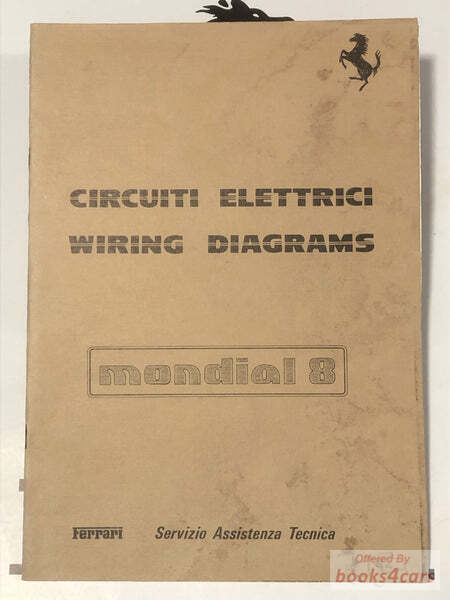 CIRCUITI ELETTRICI
WIRING DIAGRAMS
mondial 8
Ferrari Servizio Assistenza Tecnica
Offered By
books4cars